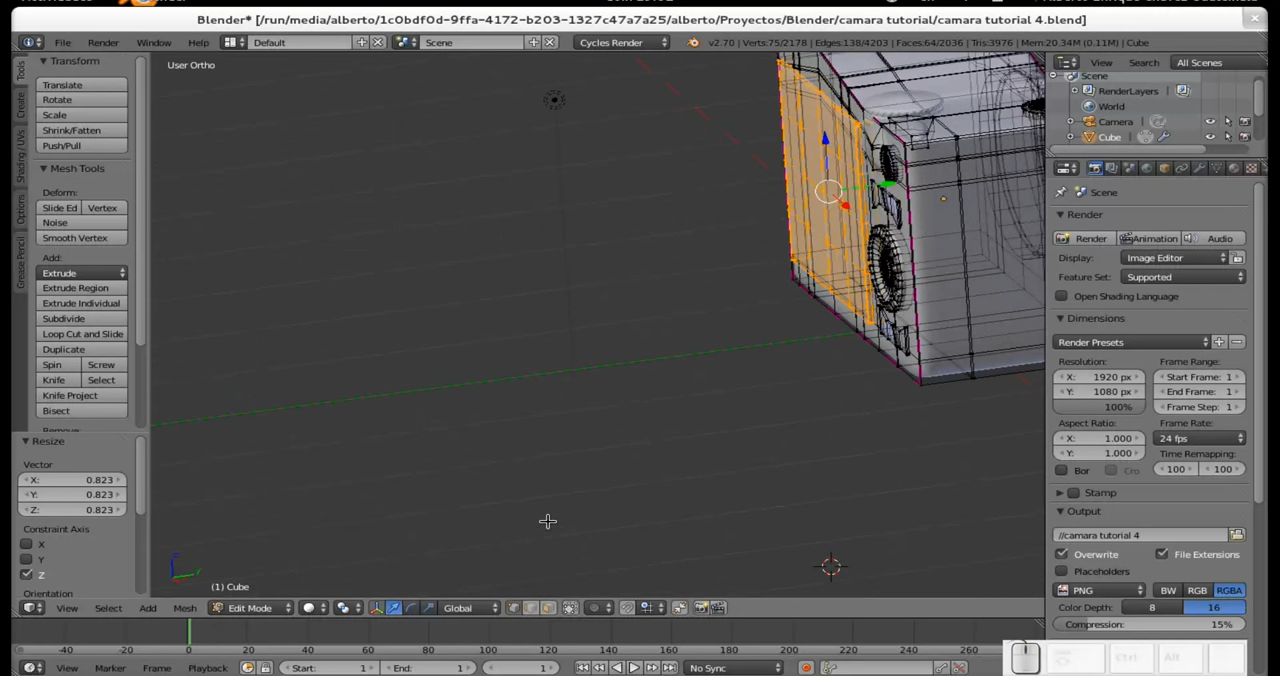 Blender* [/run/media/alberto/1c0bdf0d-9ffa-4172-b203-1327c47a7a25/alberto/Proyectos/Blender/camara tutorial/camara tutorial 4.blend]
File Render Window Help Default Scene Cycles Render v2.70 | Verts:75/2178 | Edges:138/4203 | Faces:64/2036 | Tris:3976 | Mem:20.34M (0.11M) | Cube
Tools
Create
Shading / UVs
Options
Grease Pencil
Transform
Translate
Rotate
Scale
Shrink/Fatten
Push/Pull
Mesh Tools
Deform:
Slide Ed Vertex
Noise
Smooth Vertex
Add:
Extrude
Extrude Region
Extrude Individual
Subdivide
Loop Cut and Slide
Duplicate
Spin Screw
Knife Select
Knife Project
Bisect
Resize
Vector
X: 0.823
Y: 0.823
Z: 0.823
Constraint Axis
X
Y
Z
Orientation
User Ortho
(1) Cube
View Select Add Mesh Edit Mode Global
-40 -20 0 20 40 60 80 100 120 140 160 180 200 220 240 260
View Marker Frame Playback Start: 1 End: 1 1 No Sync
View Search All Scenes
Scene
RenderLayers
World
Camera
Cube
Scene
Render
Render Animation Audio
Display: Image Editor
Feature Set: Supported
Open Shading Language
Dimensions
Render Presets
Resolution: Frame Range:
X: 1920 px Start Frame: 1
Y: 1080 px End Frame: 1
100% Frame Step: 1
Aspect Ratio: Frame Rate:
X: 1.000 24 fps
Y: 1.000 Time Remapping:
Bor Cro 100 100
Stamp
Output
//camara tutorial 4
Overwrite File Extensions
Placeholders
PNG BW RGB RGBA
Color Depth: 8 16
Compression: 15%
Ctrl Alt